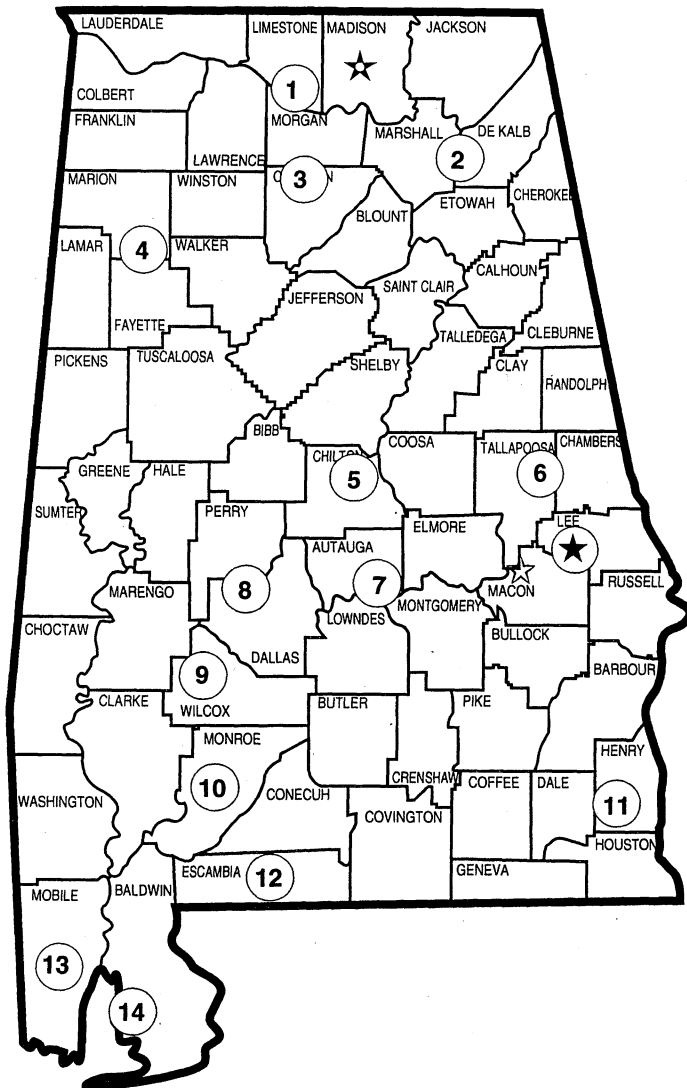 LAUDERDALE
LIMESTONE
MADISON
JACKSON
COLBERT
1
FRANKLIN
MORGAN
MARSHALL
DE KALB
LAWRENCE
2
MARION
WINSTON
3
CHEROKEE
ETOWAH
BLOUNT
LAMAR
4
WALKER
CALHOUN
SAINT CLAIR
JEFFERSON
FAYETTE
TALLEDEGA
CLEBURNE
PICKENS
TUSCALOOSA
SHELBY
CLAY
RANDOLPH
BIBB
COOSA
TALLAPOOSA
CHAMBERS
CHILTON
GREENE
HALE
5
6
SUMTER
PERRY
ELMORE
LEE
AUTAUGA
RUSSELL
MARENGO
8
7
MACON
MONTGOMERY
LOWNDES
CHOCTAW
BULLOCK
DALLAS
BARBOUR
9
CLARKE
WILCOX
BUTLER
PIKE
MONROE
HENRY
10
CRENSHAW
COFFEE
DALE
CONECUH
WASHINGTON
COVINGTON
11
HOUSTON
ESCAMBIA
12
GENEVA
MOBILE
BALDWIN
13
14